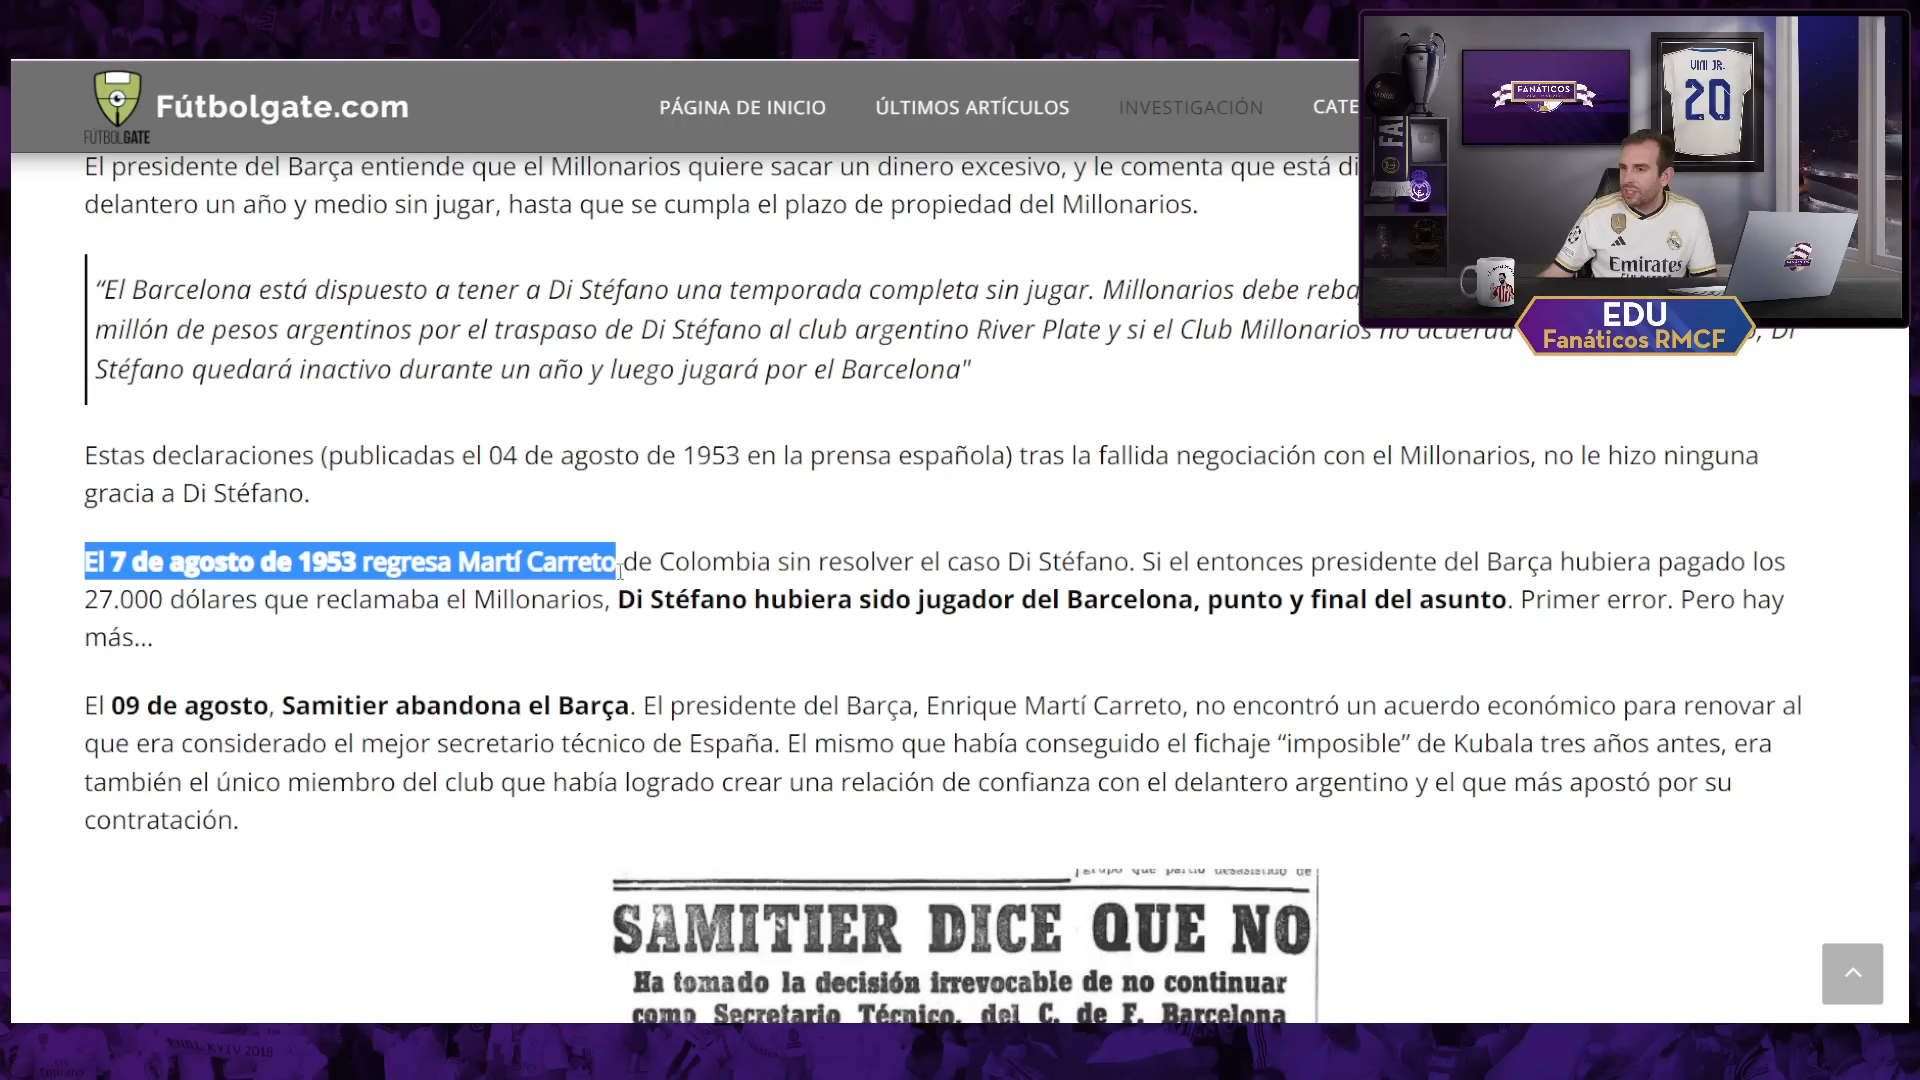 FÚTBOLGATE
Fútbolgate.com
PÁGINA DE INICIO
ÚLTIMOS ARTÍCULOS
INVESTIGACIÓN
CATE
El presidente del Barça entiende que el Millonarios quiere sacar un dinero excesivo, y le comenta que está di
delantero un año y medio sin jugar, hasta que se cumpla el plazo de propiedad del Millonarios.
“El Barcelona está dispuesto a tener a Di Stéfano una temporada completa sin jugar. Millonarios debe reba
millón de pesos argentinos por el traspaso de Di Stéfano al club argentino River Plate y si el Club Millonarios no acuerda Di
Stéfano quedará inactivo durante un año y luego jugará por el Barcelona"
Estas declaraciones (publicadas el 04 de agosto de 1953 en la prensa española) tras la fallida negociación con el Millonarios, no le hizo ninguna
gracia a Di Stéfano.
El 7 de agosto de 1953 regresa Martí Carreto de Colombia sin resolver el caso Di Stéfano. Si el entonces presidente del Barça hubiera pagado los
27.000 dólares que reclamaba el Millonarios, Di Stéfano hubiera sido jugador del Barcelona, punto y final del asunto. Primer error. Pero hay
más...
El 09 de agosto, Samitier abandona el Barça. El presidente del Barça, Enrique Martí Carreto, no encontró un acuerdo económico para renovar al
que era considerado el mejor secretario técnico de España. El mismo que había conseguido el fichaje “imposible” de Kubala tres años antes, era
también el único miembro del club que había logrado crear una relación de confianza con el delantero argentino y el que más apostó por su
contratación.
SAMITIER DICE QUE NO
Ha tomado la decisión irrevocable de no continuar
como Secretario Técnico, del C. de F. Barcelona
FANÁTICOS
VINI JR.
20
FAI
Emirates
EDU
Fanáticos RMCF
KYIV 2018